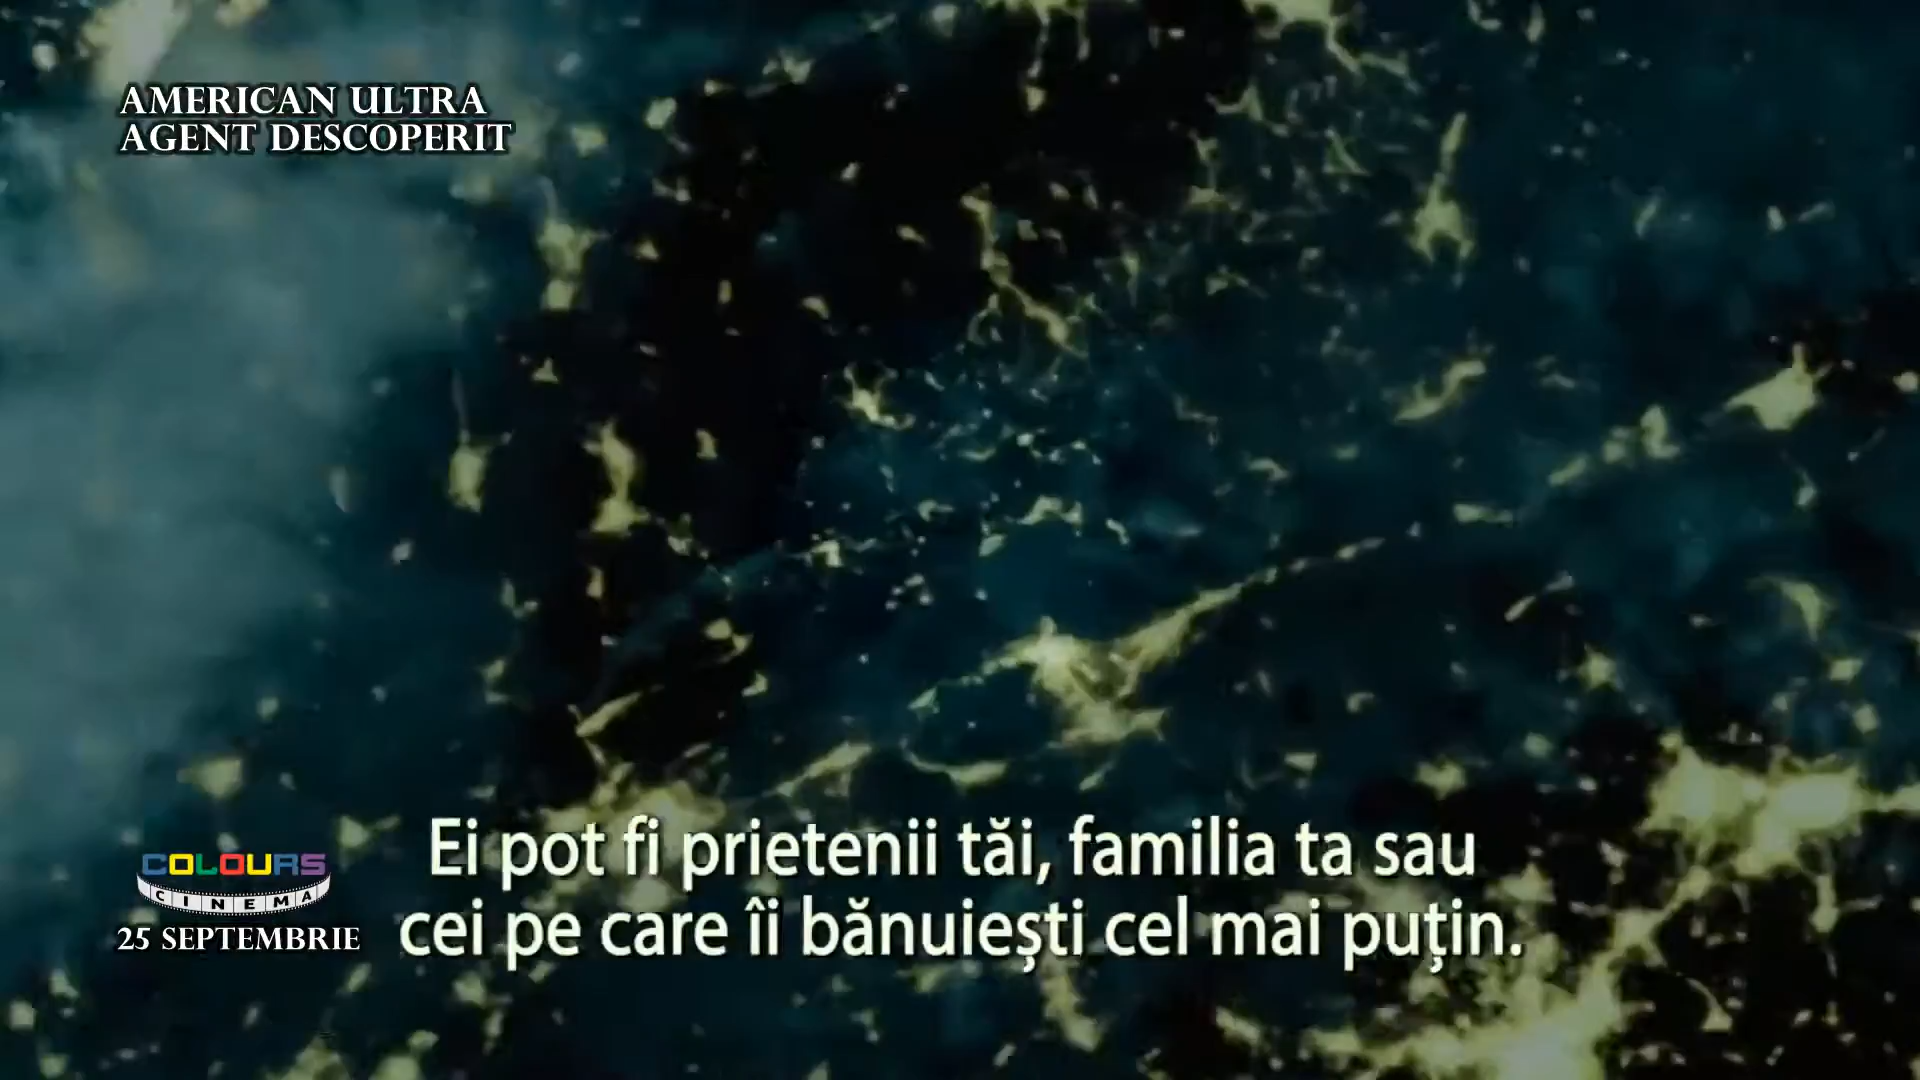 AMERICAN ULTRA
AGENT DESCOPERIT
Ei pot fi prietenii tăi, familia ta sau
cei pe care îi bănuiești cel mai puțin.
COLOURS
CINEMA
25 SEPTEMBRIE